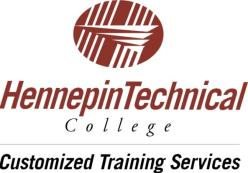 HennepinTechnical
College
Customized Training Services